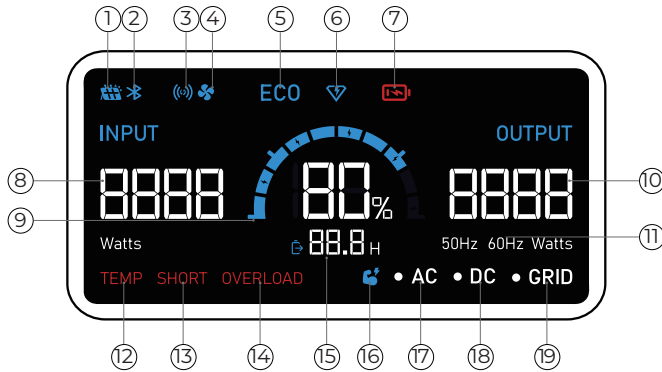 ① ② ③ ④ ⑤ ⑥ ⑦
ECO
INPUT OUTPUT
⑧ 8888 80% 8888 ⑩
⑨ ⑪
Watts 88.8 H 50Hz 60Hz Watts
TEMP SHORT OVERLOAD • AC • DC • GRID
⑫ ⑬ ⑭ ⑮ ⑯ ⑰ ⑱ ⑲